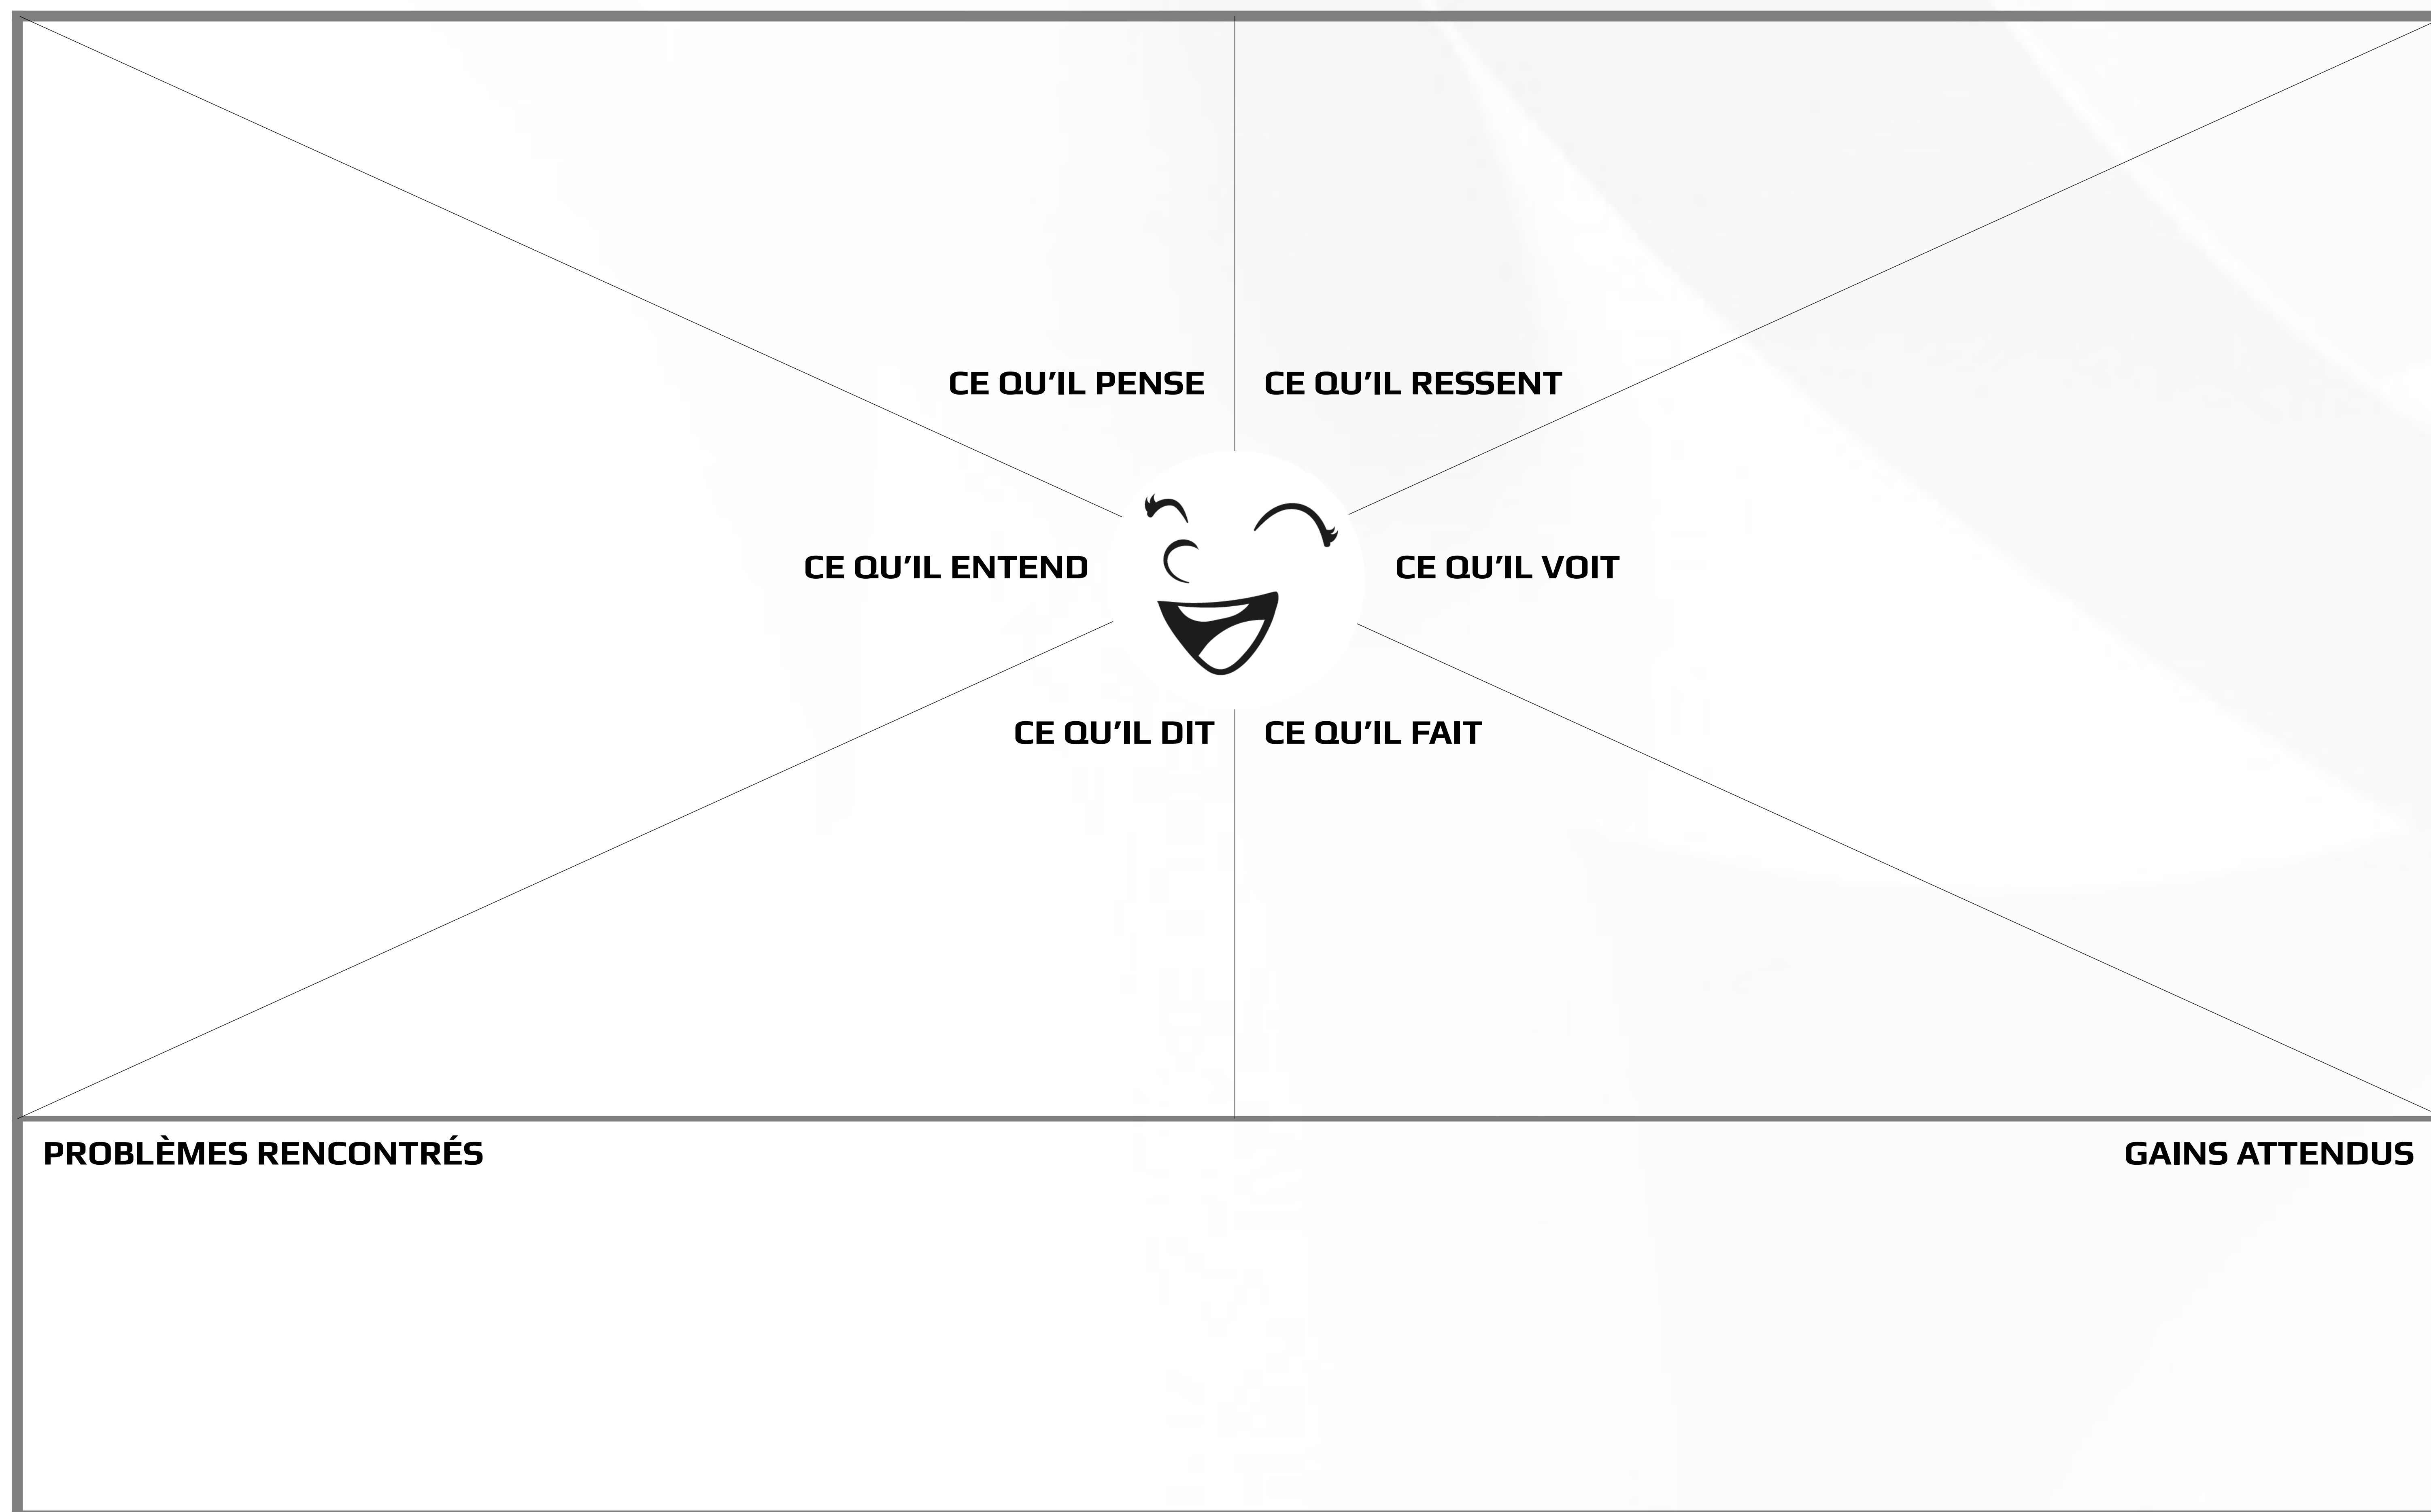 CE QU'IL PENSE
CE QU'IL RESSENT
CE QU'IL ENTEND
CE QU'IL VOIT
CE QU'IL DIT
CE QU'IL FAIT
PROBLÈMES RENCONTRÉS
GAINS ATTENDUS